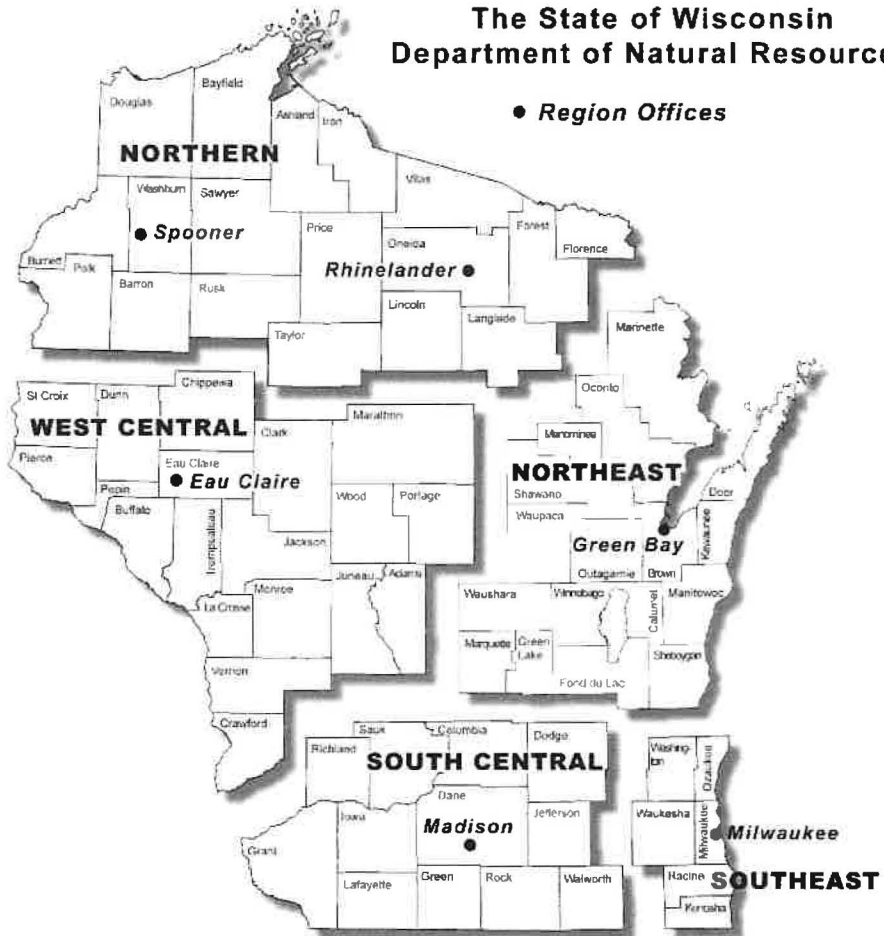 The State of Wisconsin
Department of Natural Resource
Region Offices
Bayfield
Douglas
Ashland
Iron
NORTHERN
Vilas
Washburn
Sawyer
Price
Forest
Spooner
Oneida
Florence
Rhinelander
Burnett
Polk
Barron
Rusk
Lincoln
Langlade
Taylor
Marinette
Oconto
Chippewa
St Croix
Dunn
Marathon
WEST CENTRAL
Clark
Menominee
Pierce
Eau Claire
Eau Claire
NORTHEAST
Pepin
Wood
Portage
Shawano
Door
Buffalo
Waupaca
Trempealeau
Jackson
Green Bay
Kewaunee
Juneau
Adams
Outagamie
Brown
Monroe
Waushara
Winnebago
Calumet
Manitowoc
La Crosse
Marquette
Green
Lake
Sheboygan
Vernon
Fond du Lac
Crawford
Sauk
Columbia
Dodge
Richland
SOUTH CENTRAL
Washing-
ton
Ozaukee
Dane
Iowa
Madison
Jefferson
Waukesha
Milwaukee
Milwaukee
Grant
Lafayette
Green
Rock
Walworth
Racine
SOUTHEAST
Kenosha